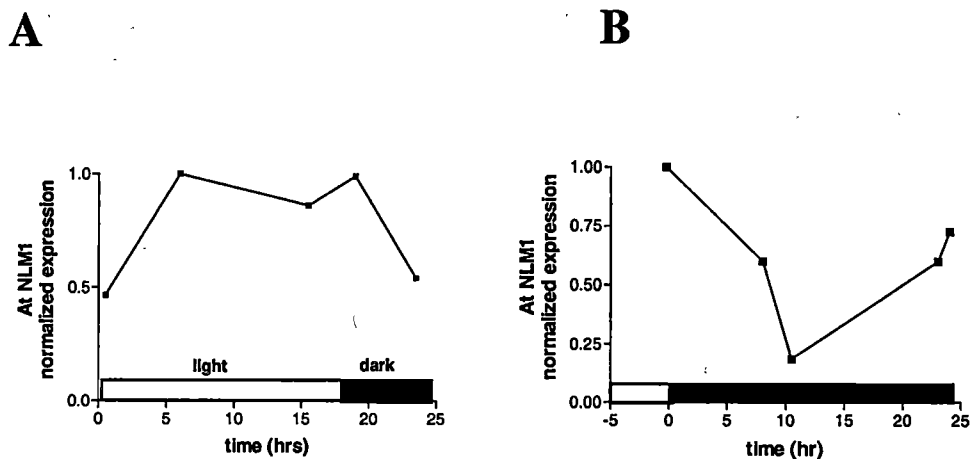 A
B
At NLM1
normalized expression
1.0
0.5
0.0
light
dark
0
5
10
15
20
25
time (hrs)
At NLM1
normalized expression
1.00
0.75
0.50
0.25
0.00
-5
0
5
10
15
20
25
time (hr)